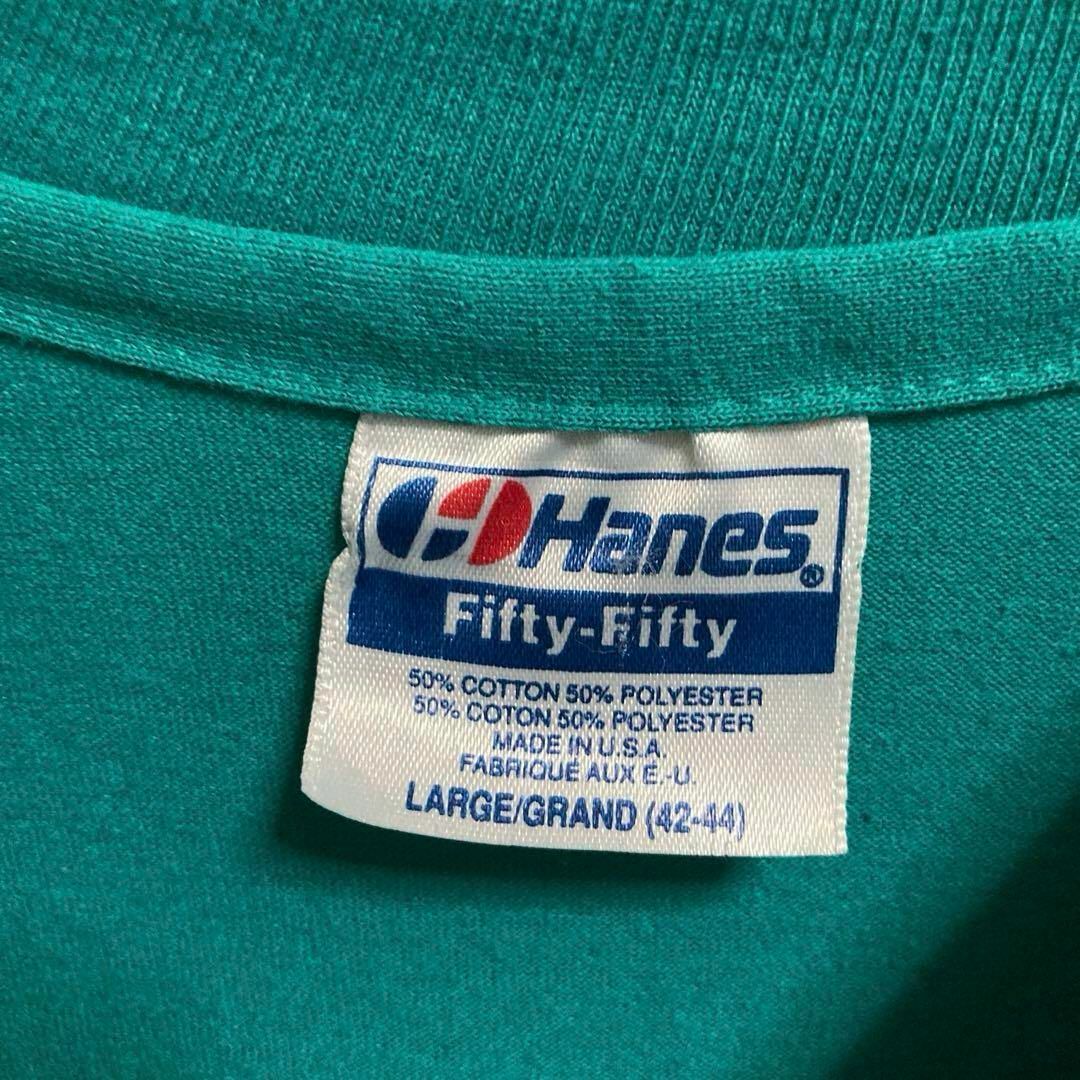 Hanes®
Fifty-Fifty
50% COTTON 50% POLYESTER
50% COTON 50% POLYESTER
MADE IN U.S.A.
FABRIQUÉ AUX É.-U.
LARGE/GRAND (42-44)